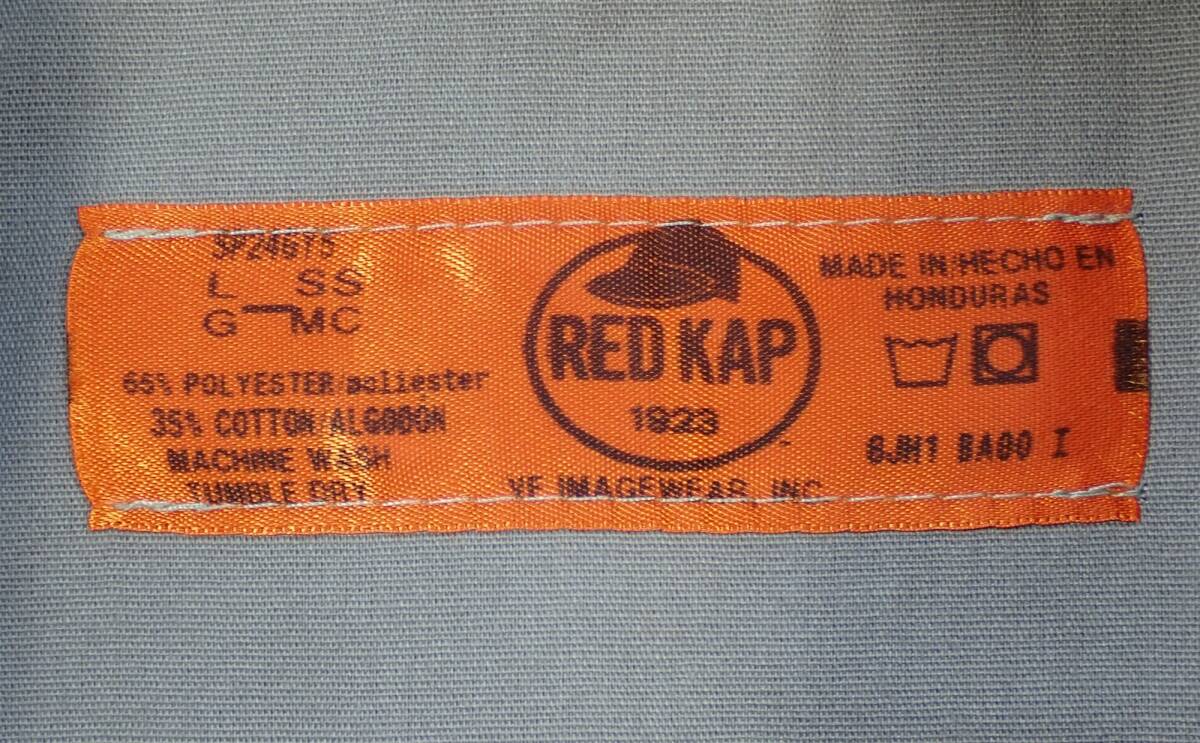 SP24GY5
L — SS
G MC
65% POLYESTER/poliester
35% COTTON/ALGODON
MACHINE WASH
TUMBLE DRY
RED KAP
1923
VF IMAGEWEAR, INC
MADE IN/HECHO EN
HONDURAS
8JH1 BA00 I